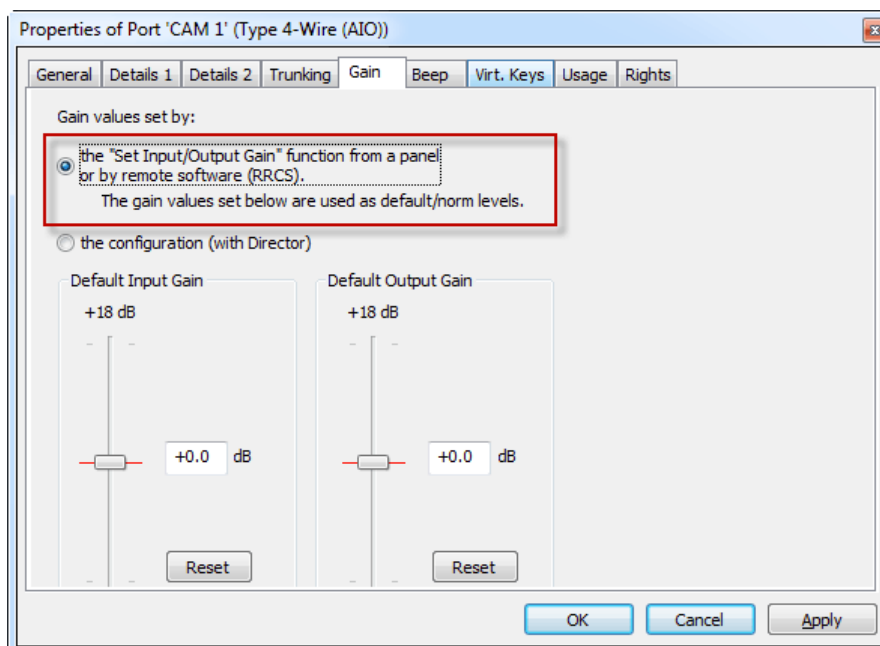 Properties of Port 'CAM 1' (Type 4-Wire (AIO))
General Details 1 Details 2 Trunking Gain Beep Virt. Keys Usage Rights
Gain values set by:
the "Set Input/Output Gain" function from a panel
or by remote software (RRCS).
The gain values set below are used as default/norm levels.
the configuration (with Director)
Default Input Gain Default Output Gain
+18 dB +18 dB
+0.0 dB +0.0 dB
Reset Reset
OK Cancel Apply